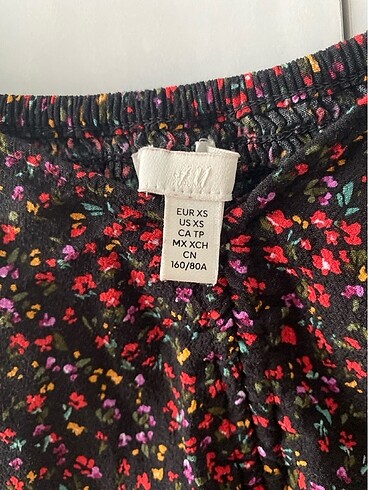 H&M
EUR XS
US XS
CA TP
MX XCH
CN
160/80A